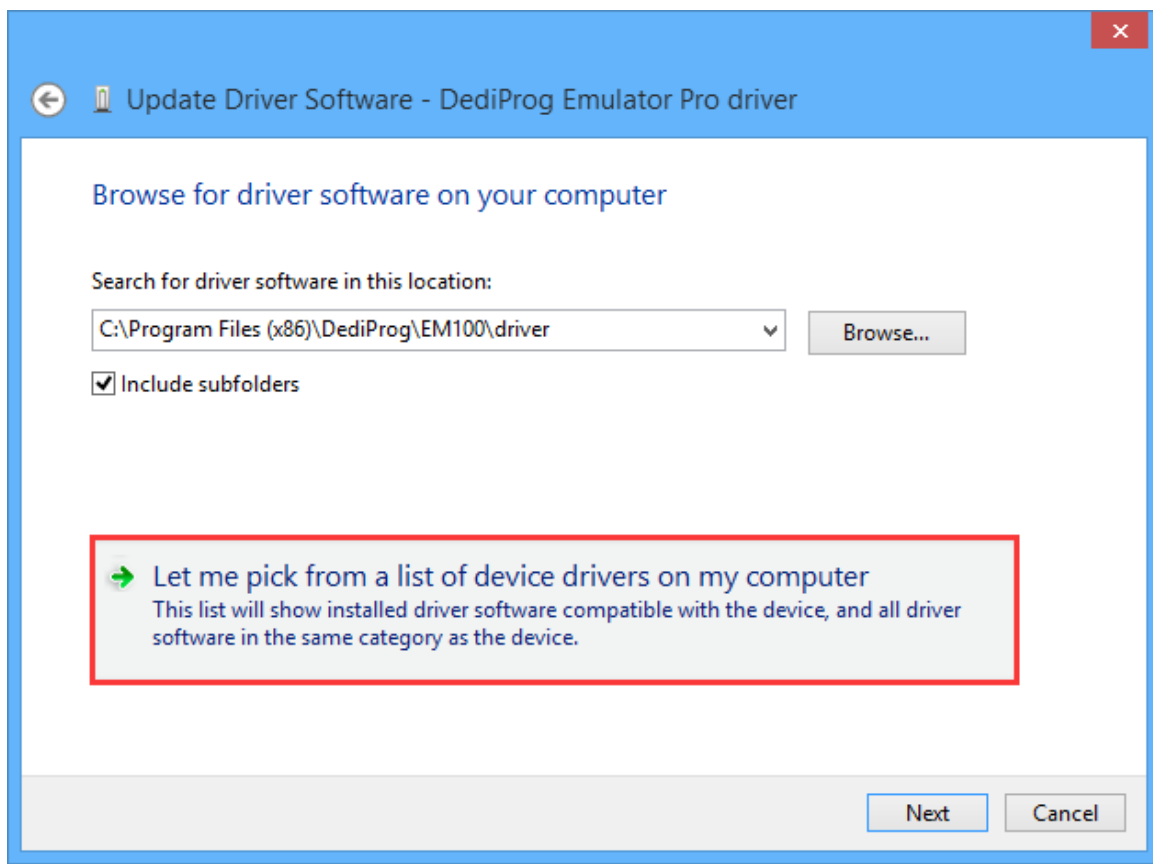 Update Driver Software - DediProg Emulator Pro driver
Browse for driver software on your computer
Search for driver software in this location:
C:\Program Files (x86)\DediProg\EM100\driver
Browse...
Include subfolders
Let me pick from a list of device drivers on my computer
This list will show installed driver software compatible with the device, and all driver
software in the same category as the device.
Next
Cancel